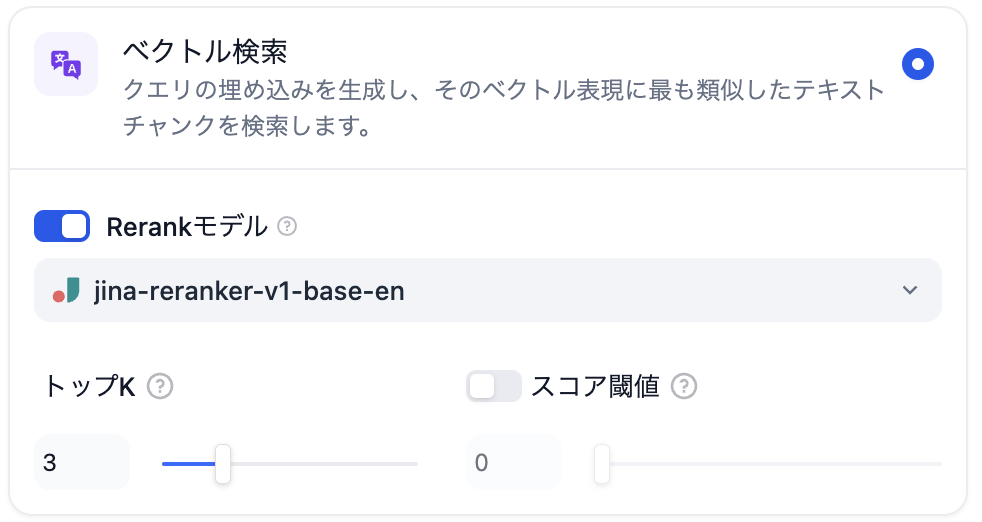 ベクトル検索
クエリの埋め込みを生成し、そのベクトル表現に最も類似したテキスト
チャンクを検索します。
Rerankモデル ?
jina-reranker-v1-base-en
トップK ?
スコア閾値 ?
3
0